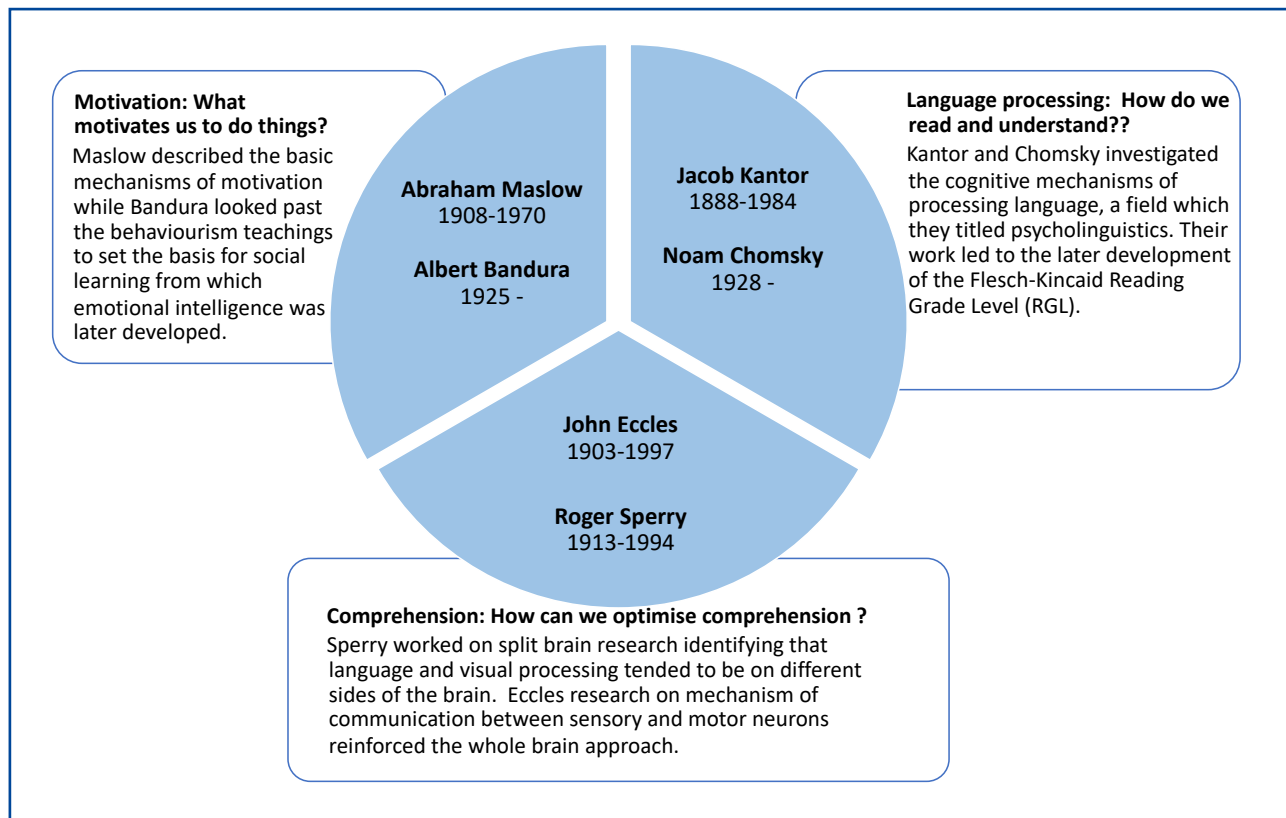 Motivation: What
motivates us to do things?
Maslow described the basic
mechanisms of motivation
while Bandura looked past
the behaviourism teachings
to set the basis for social
learning from which
emotional intelligence was
later developed.
Abraham Maslow
1908-1970
Albert Bandura
1925 -
Jacob Kantor
1888-1984
Noam Chomsky
1928 -
Language processing:  How do we
read and understand??
Kantor and Chomsky investigated
the cognitive mechanisms of
processing language, a field which
they titled psycholinguistics. Their
work led to the later development
of the Flesch-Kincaid Reading
Grade Level (RGL).
John Eccles
1903-1997
Roger Sperry
1913-1994
Comprehension: How can we optimise comprehension ?
Sperry worked on split brain research identifying that
language and visual processing tended to be on different
sides of the brain.  Eccles research on mechanism of
communication between sensory and motor neurons
reinforced the whole brain approach.